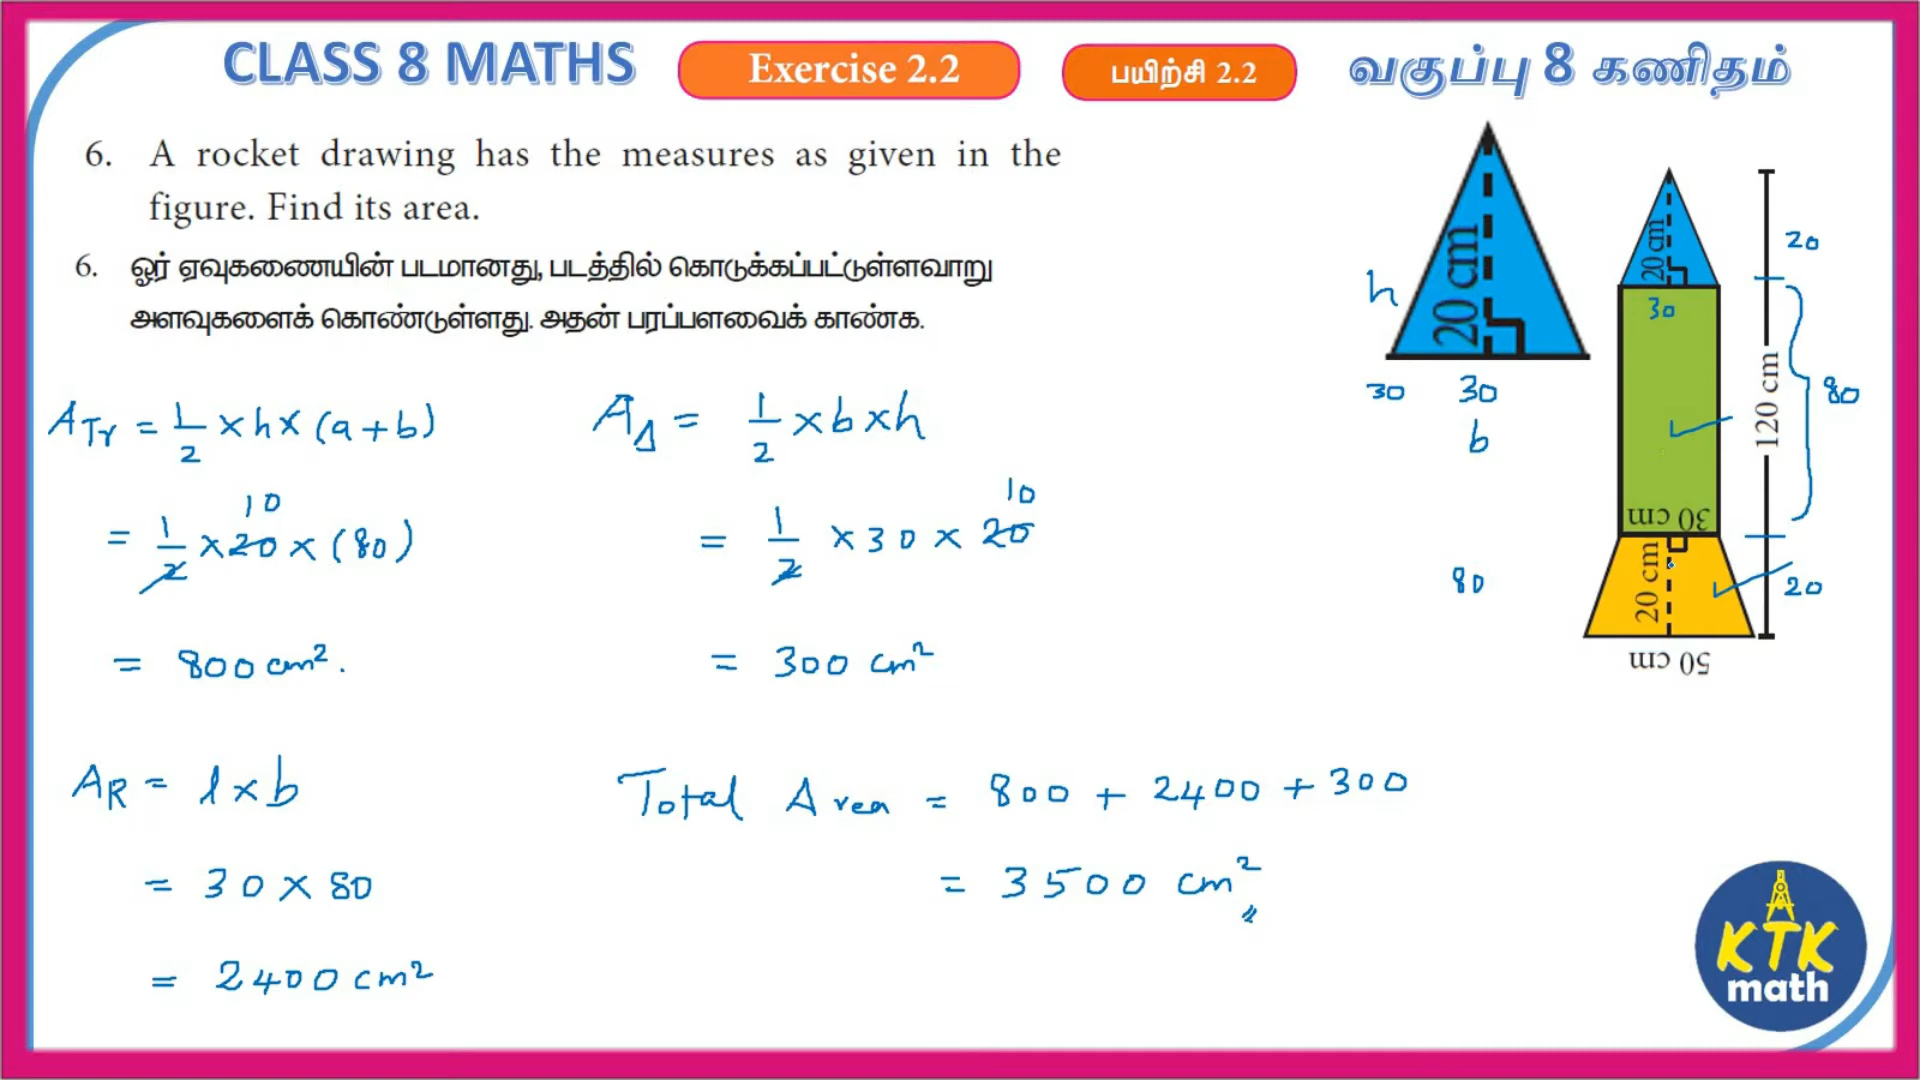 CLASS 8 MATHS
Exercise 2.2
பயிற்சி 2.2
வகுப்பு 8 கணிதம்
6. A rocket drawing has the measures as given in the
figure. Find its area.
6. ஓர் ஏவுகணையின் படமானது, படத்தில் கொடுக்கப்பட்டுள்ளவாறு
அளவுகளைக் கொண்டுள்ளது. அதன் பரப்பளவைக் காண்க.
A_Tr = 1/2 × h × (a + b)
= 1/2 × 20 × (80)
10
= 800 cm².
A_Δ = 1/2 × b × h
= 1/2 × 30 × 20
10
= 300 cm²
A_R = l × b
= 30 × 80
= 2400 cm²
Total Area = 800 + 2400 + 300
= 3500 cm²
h
20 cm
30 30
b
80
20 cm
30
30 cm
20 cm
50 cm
120 cm
20
80
20
KTK
math